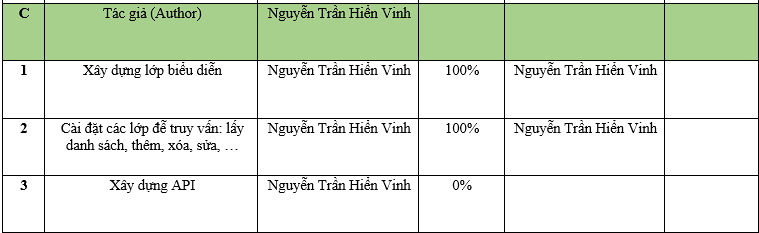 C Tác giả (Author) Nguyễn Trần Hiển Vinh
1 Xây dựng lớp biểu diễn Nguyễn Trần Hiển Vinh 100% Nguyễn Trần Hiển Vinh
2 Cài đặt các lớp để truy vấn: lấy Nguyễn Trần Hiển Vinh 100% Nguyễn Trần Hiển Vinh
danh sách, thêm, xóa, sửa, …
3 Xây dựng API Nguyễn Trần Hiển Vinh 0%